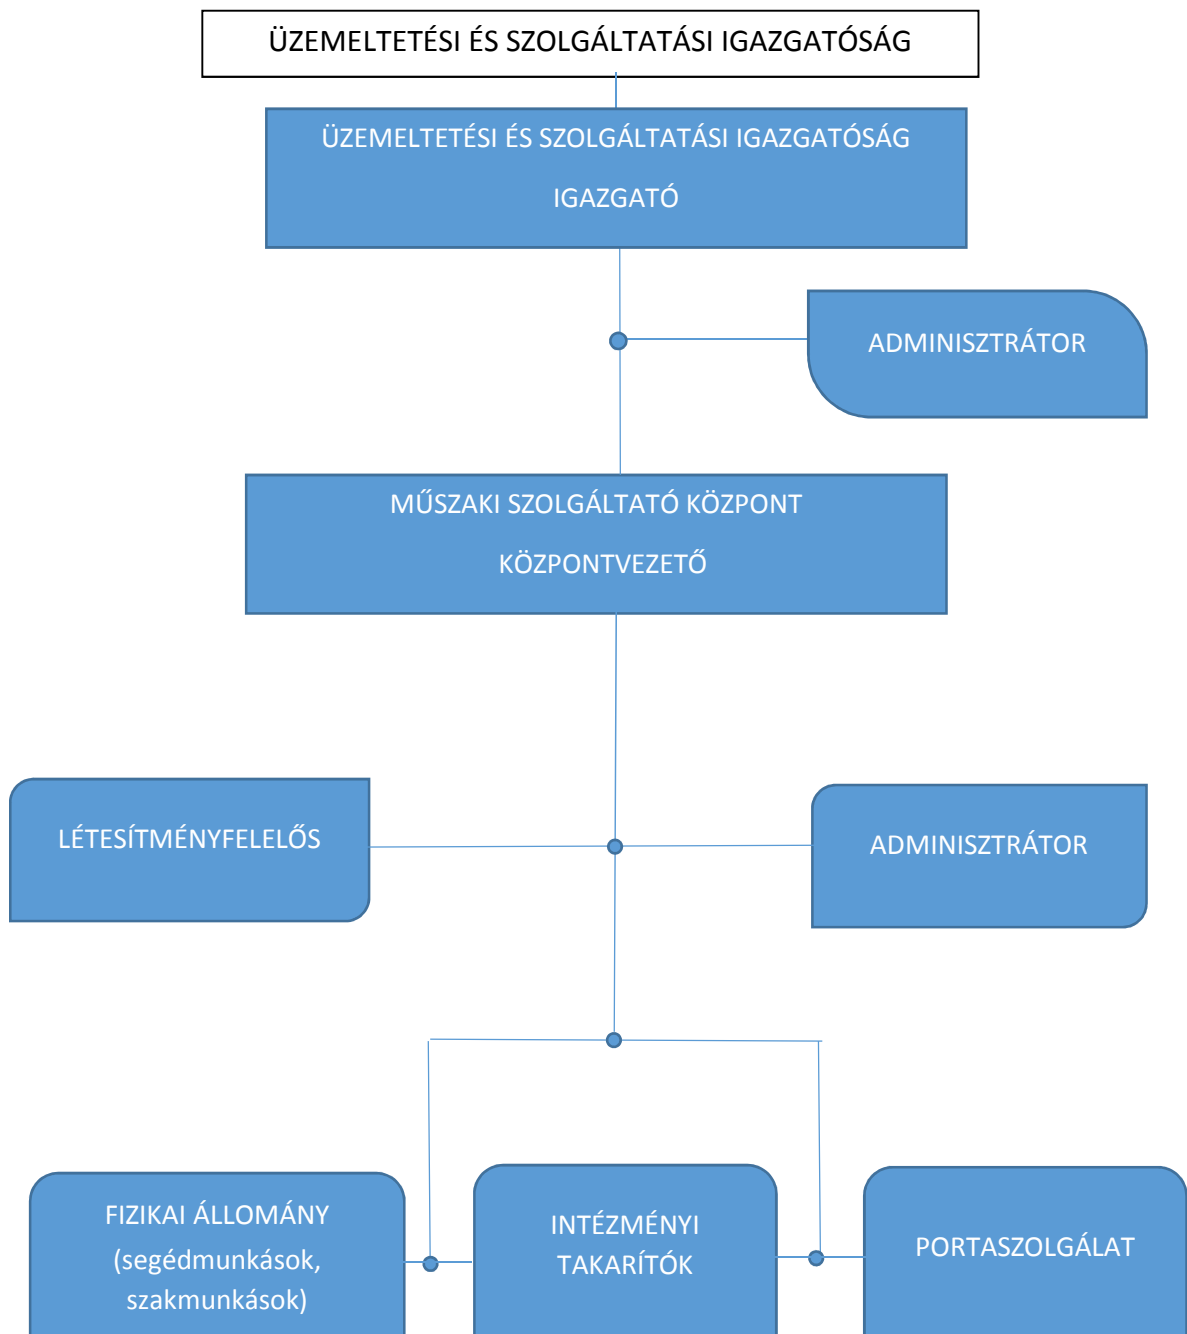 ÜZEMELTETÉSI ÉS SZOLGÁLTATÁSI IGAZGATÓSÁG
ÜZEMELTETÉSI ÉS SZOLGÁLTATÁSI IGAZGATÓSÁG
IGAZGATÓ
ADMINISZTRÁTOR
MŰSZAKI SZOLGÁLTATÓ KÖZPONT
KÖZPONTVEZETŐ
LÉTESÍTMÉNYFELELŐS
ADMINISZTRÁTOR
FIZIKAI ÁLLOMÁNY
(segédmunkások,
szakmunkások)
INTÉZMÉNYI
TAKARÍTÓK
PORTASZOLGÁLAT